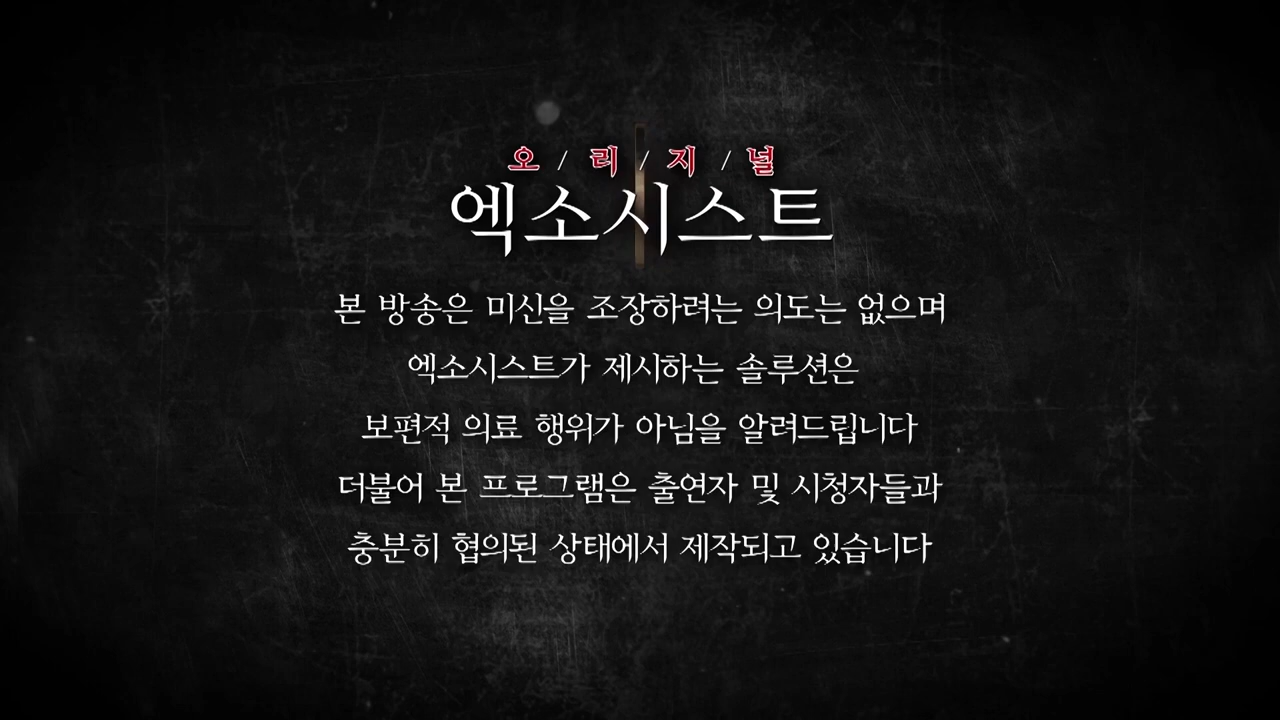 오/리/지/널
엑소시스트
본 방송은 미신을 조장하려는 의도는 없으며
엑소시스트가 제시하는 솔루션은
보편적 의료 행위가 아님을 알려드립니다
더불어 본 프로그램은 출연자 및 시청자들과
충분히 협의된 상태에서 제작되고 있습니다